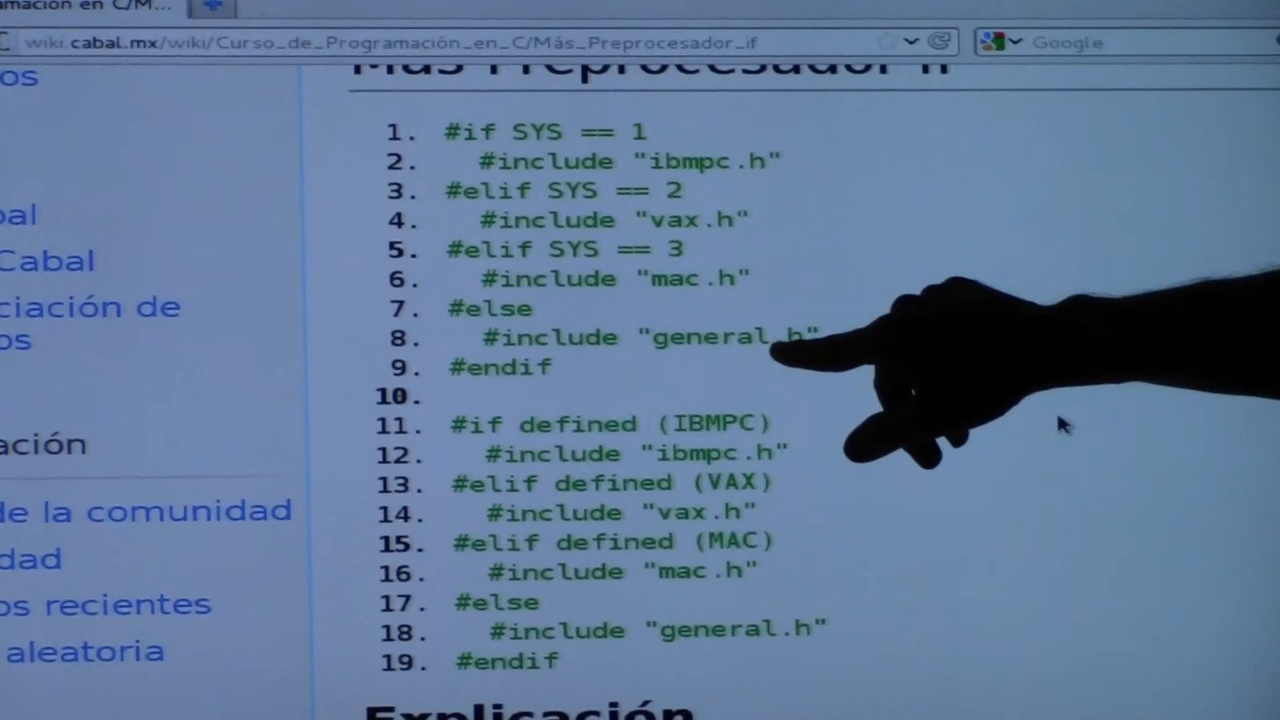 wiki.cabal.mx/wiki/Curso_de_Programación_en_C/Más_Preprocesador_if
Google
Más Preprocesador if
1. #if SYS == 1
2. #include "ibmpc.h"
3. #elif SYS == 2
4. #include "vax.h"
5. #elif SYS == 3
6. #include "mac.h"
7. #else
8. #include "general.h"
9. #endif
10.
11. #if defined (IBMPC)
12. #include "ibmpc.h"
13. #elif defined (VAX)
14. #include "vax.h"
15. #elif defined (MAC)
16. #include "mac.h"
17. #else
18. #include "general.h"
19. #endif
Explicación
Cabal
ciación de
os
ación
de la comunidad
dad
os recientes
aleatoria